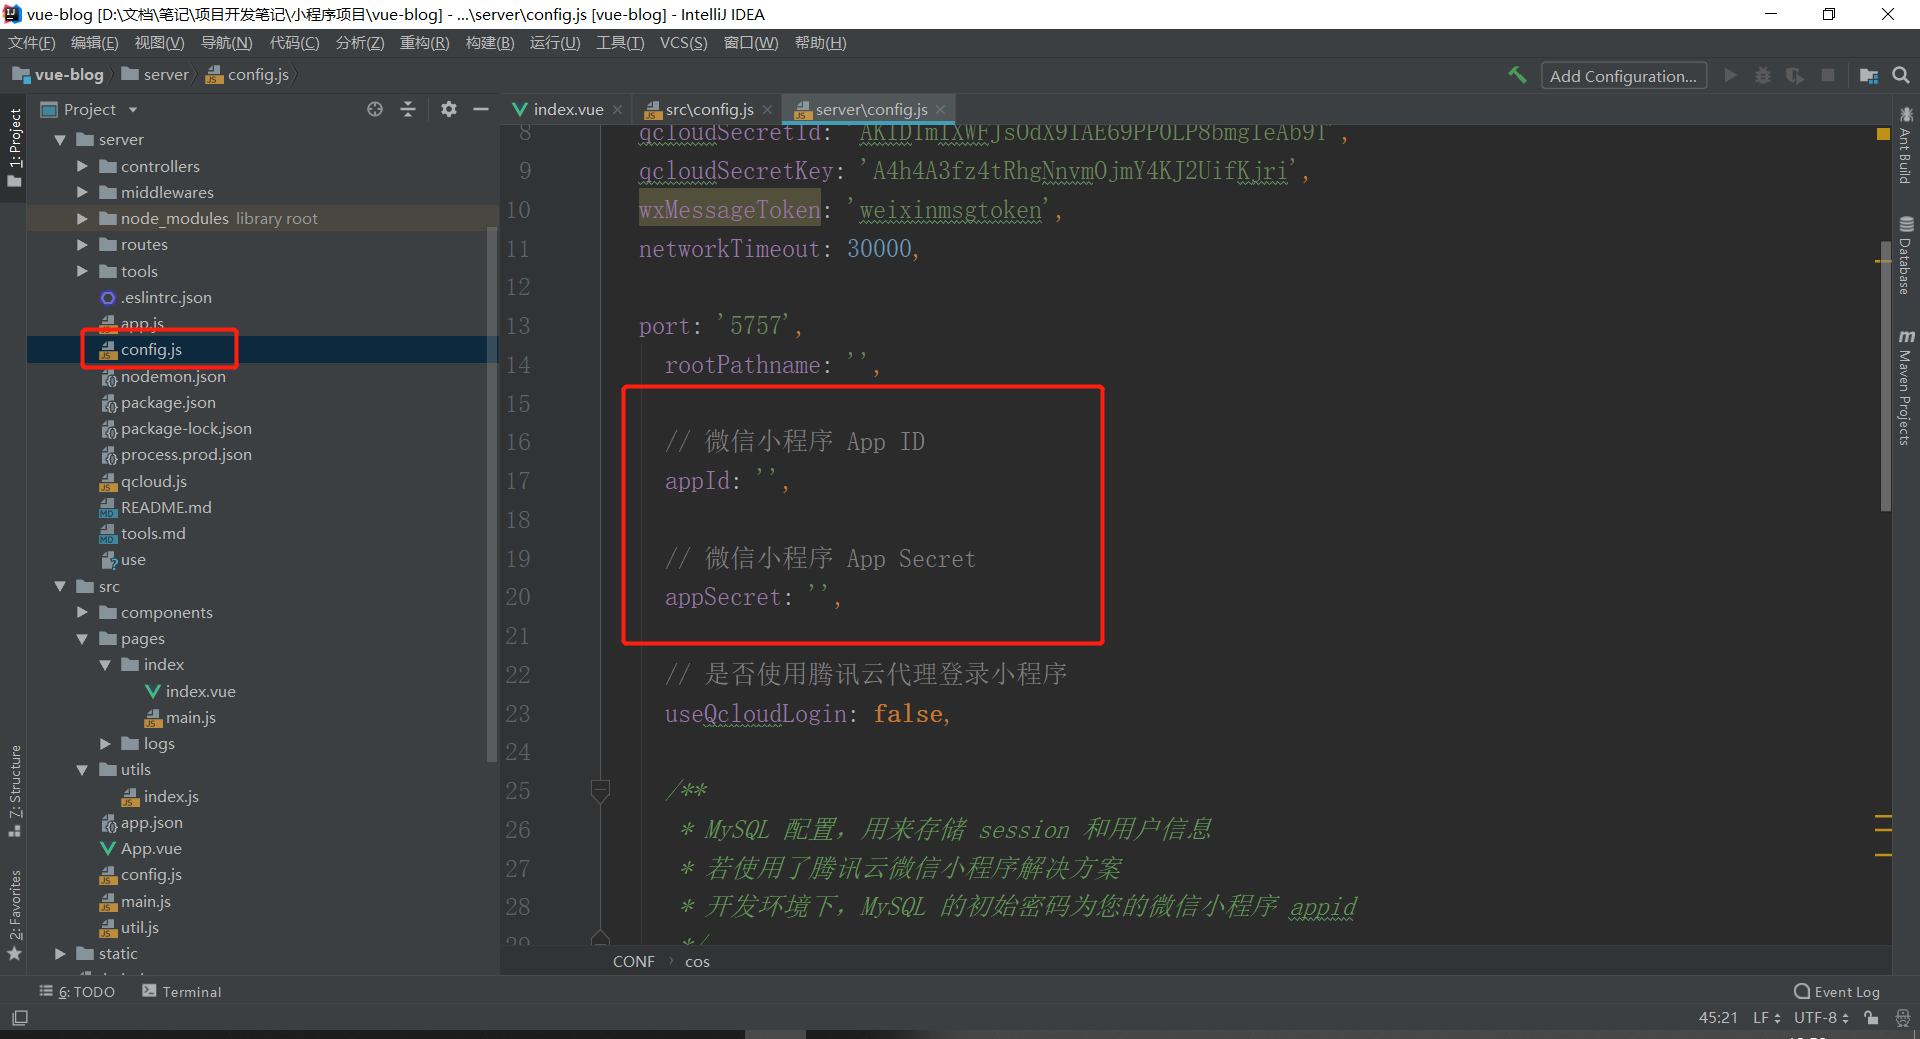 vue-blog [D:\文档\笔记\项目开发笔记\小程序项目\vue-blog] - ...\server\config.js [vue-blog] - IntelliJ IDEA
文件(F) 编辑(E) 视图(V) 导航(N) 代码(C) 分析(Z) 重构(R) 构建(B) 运行(U) 工具(T) VCS(S) 窗口(W) 帮助(H)
vue-blog server config.js
Add Configuration...
1: Project
7: Structure
2: Favorites
Project
server
controllers
middlewares
node_modules library root
routes
tools
.eslintrc.json
app.js
config.js
nodemon.json
package.json
package-lock.json
process.prod.json
qcloud.js
README.md
tools.md
use
src
components
pages
index
index.vue
main.js
logs
utils
index.js
app.json
App.vue
config.js
main.js
util.js
static
index.vue src\config.js server\config.js
8 qcloudSecretId:
9 qcloudSecretKey: 'A4h4A3fz4tRhgNnvmOjmY4KJ2UifKjri',
10 wxMessageToken: 'weixinmsgtoken',
11 networkTimeout: 30000,
12
13 port: '5757',
14 rootPathname: '',
15
16 // 微信小程序 App ID
17 appId: '',
18
19 // 微信小程序 App Secret
20 appSecret: '',
21
22 // 是否使用腾讯云代理登录小程序
23 useQcloudLogin: false,
24
25 /**
26 * MySQL 配置，用来存储 session 和用户信息
27 * 若使用了腾讯云微信小程序解决方案
28 * 开发环境下，MySQL 的初始密码为您的微信小程序 appid
29 */
CONF › cos
Ant Build
Database
Maven Projects
6: TODO Terminal
Event Log
45:21 LF UTF-8